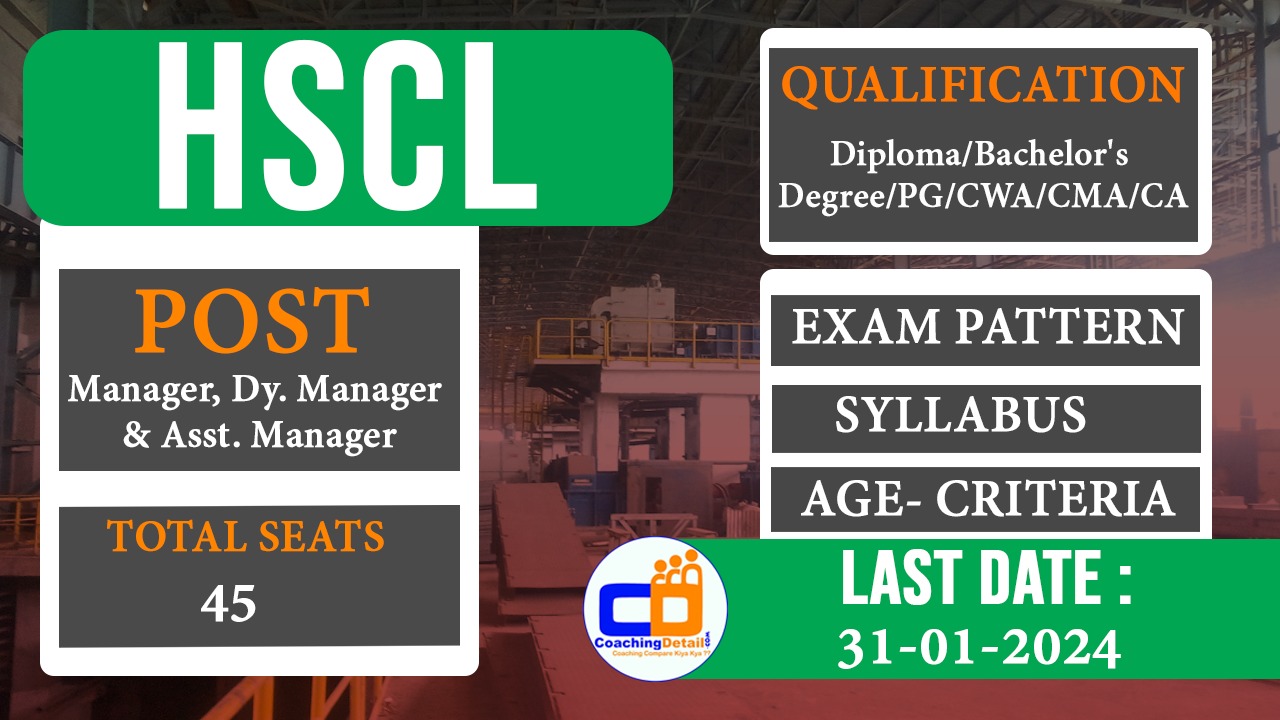 HSCL
POST
Manager, Dy. Manager
& Asst. Manager
TOTAL SEATS
45
QUALIFICATION
Diploma/Bachelor's
Degree/PG/CWA/CMA/CA
EXAM PATTERN
SYLLABUS
AGE- CRITERIA
LAST DATE :
31-01-2024
CoachingDetail.com
Coaching Compare Kiya Kya ??